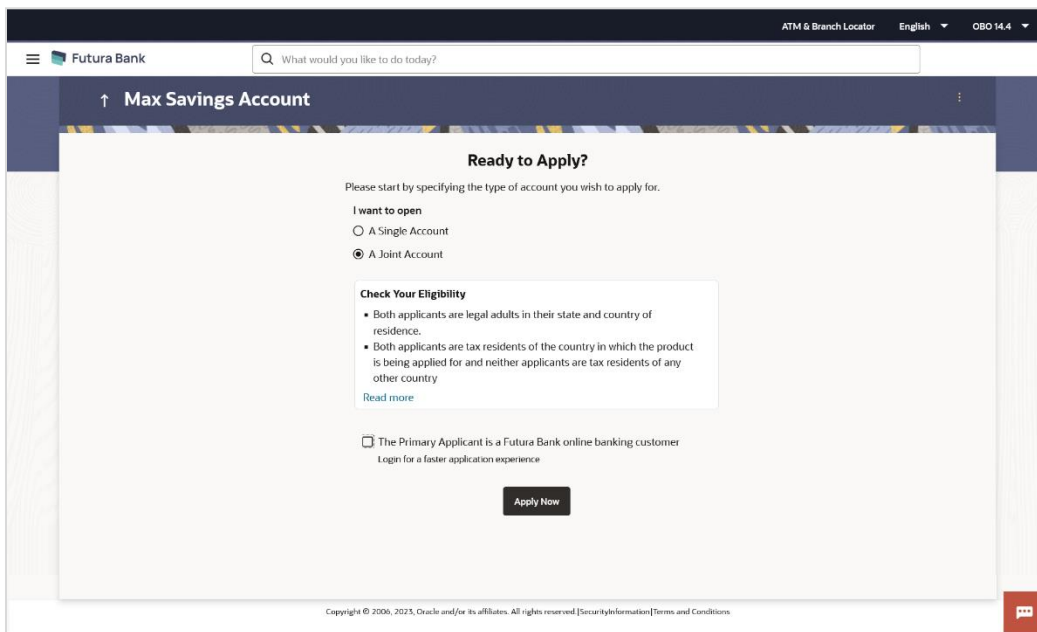 ATM & Branch Locator English OBO 14.4
Futura Bank What would you like to do today?
Max Savings Account
Ready to Apply?
Please start by specifying the type of account you wish to apply for.
I want to open
A Single Account
A Joint Account
Check Your Eligibility
Both applicants are legal adults in their state and country of
residence.
Both applicants are tax residents of the country in which the product
is being applied for and neither applicants are tax residents of any
other country
Read more
The Primary Applicant is a Futura Bank online banking customer
Login for a faster application experience
Apply Now
Copyright © 2006, 2023, Oracle and/or its affiliates. All rights reserved.|SecurityInformation|Terms and Conditions